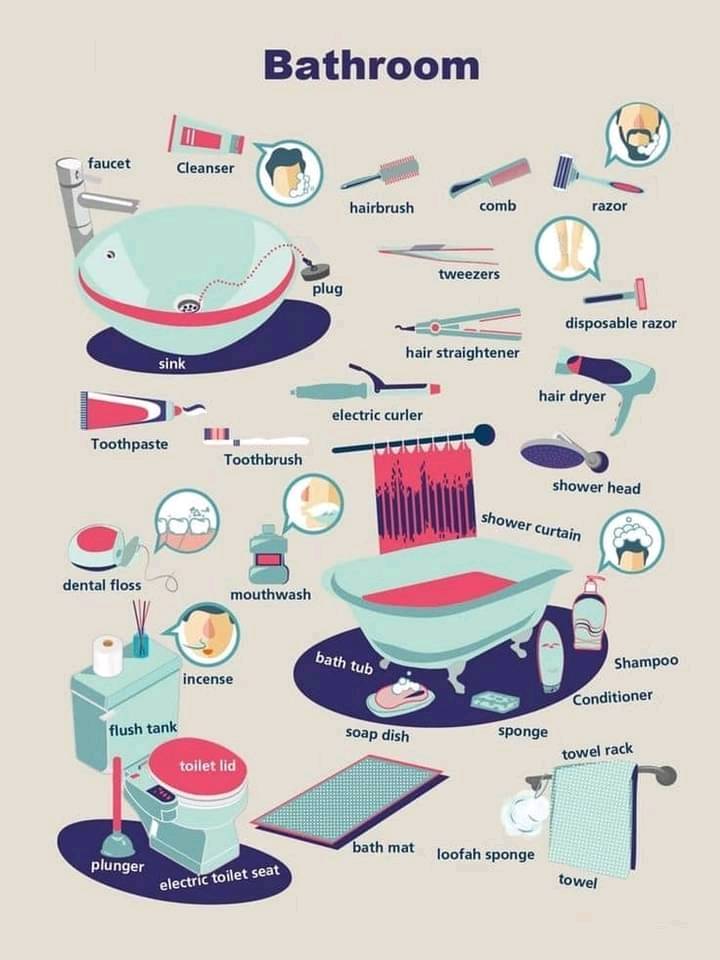 Bathroom
faucet
Cleanser
hairbrush
comb
razor
tweezers
plug
disposable razor
sink
hair straightener
hair dryer
electric curler
Toothpaste
Toothbrush
shower head
shower curtain
dental floss
mouthwash
bath tub
Shampoo
incense
Conditioner
flush tank
soap dish
sponge
towel rack
toilet lid
bath mat
loofah sponge
plunger
electric toilet seat
towel